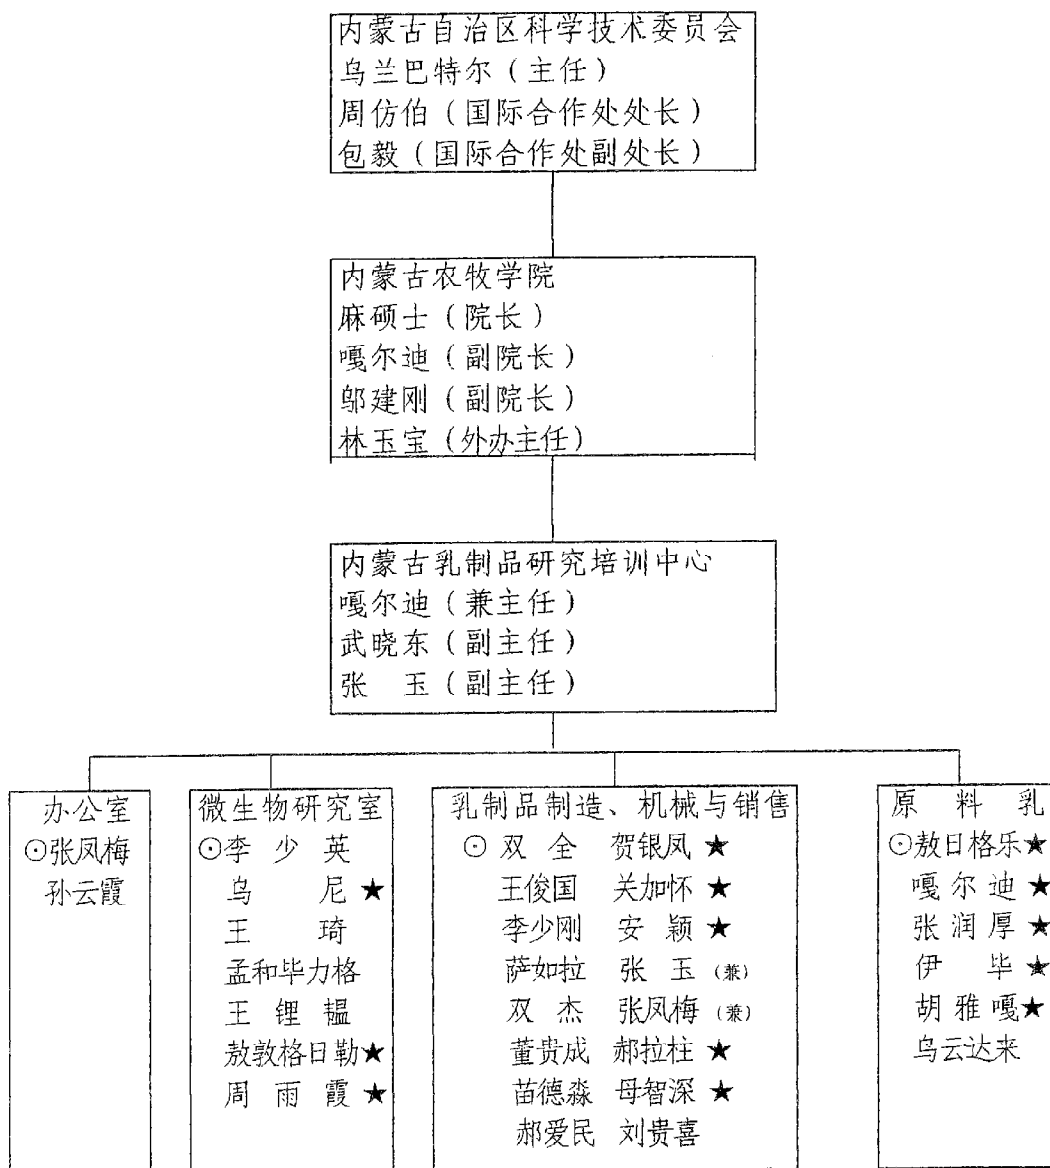 内蒙古自治区科学技术委员会
乌兰巴特尔（主任）
周仿伯（国际合作处处长）
包毅（国际合作处副处长）
内蒙古农牧学院
麻硕士（院长）
嘎尔迪（副院长）
邬建刚（副院长）
林玉宝（外办主任）
内蒙古乳制品研究培训中心
嘎尔迪（兼主任）
武晓东（副主任）
张　玉（副主任）
办公室
⊙张凤梅
孙云霞
微生物研究室
⊙李 少 英
乌　　尼★
王　　琦
孟和毕力格
王 锂 韫
敖敦格日勒★
周 雨 霞★
乳制品制造、机械与销售
⊙ 双 全　贺银凤★
王俊国　关加怀★
李少刚　安 颖★
萨如拉　张 玉（兼）
双 杰　张凤梅（兼）
董贵成　郝拉柱★
苗德淼　母智深★
郝爱民　刘贵喜
原 料 乳
⊙敖日格乐★
嘎 尔 迪★
张 润 厚★
伊　　毕★
胡 雅 嘎★
乌云达来